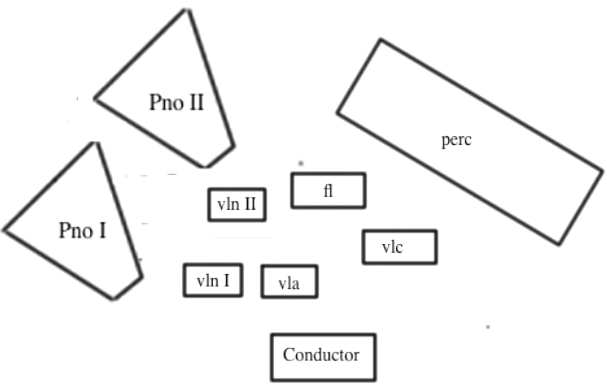 Pno II
perc
fl
vln II
Pno I
vlc
vln I
vla
Conductor